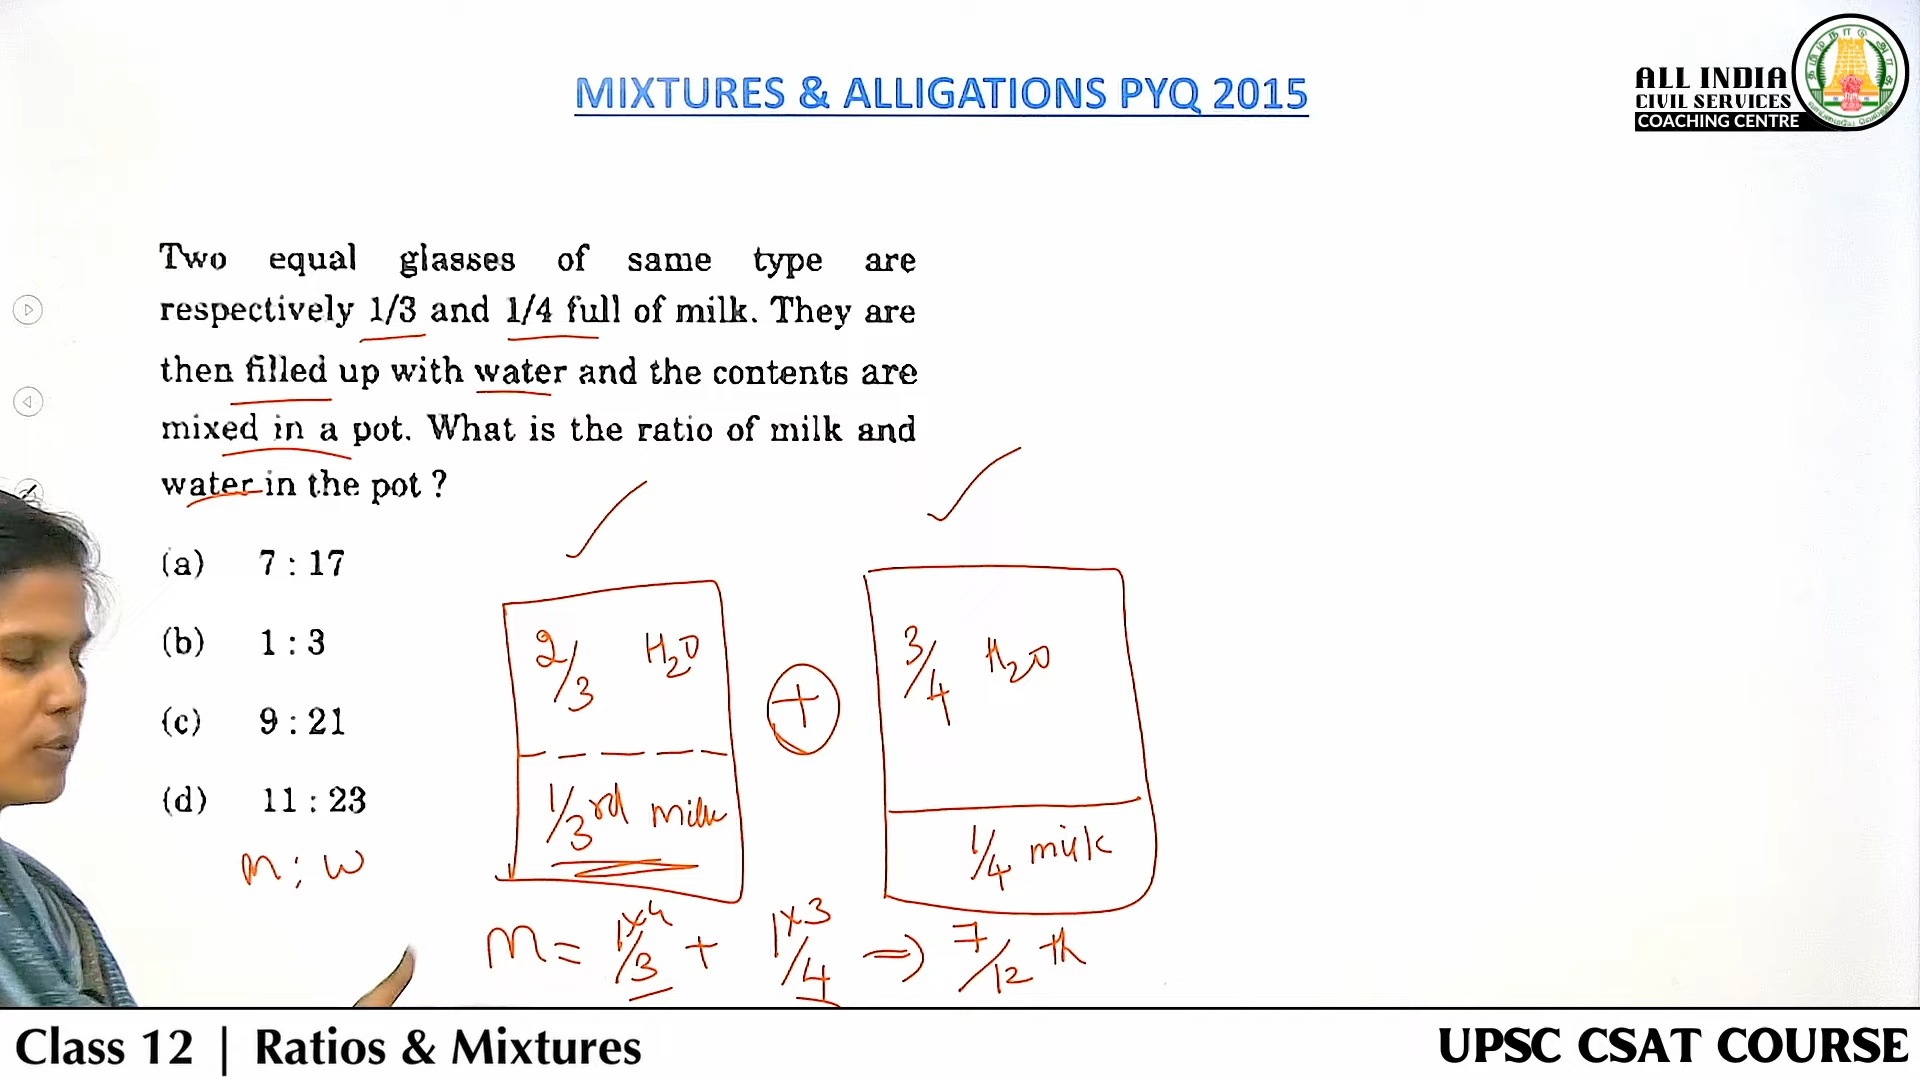 MIXTURES & ALLIGATIONS PYQ 2015
ALL INDIA
CIVIL SERVICES
COACHING CENTRE
Two equal glasses of same type are
respectively 1/3 and 1/4 full of milk. They are
then filled up with water and the contents are
mixed in a pot. What is the ratio of milk and
water in the pot ?
(a) 7 : 17
(b) 1 : 3
(c) 9 : 21
(d) 11 : 23
m : w
2/3 H2O
1/3rd milk
+
3/4 H2O
1/4 milk
M = 1x4/3 + 1x3/4 => 7/12 th
Class 12 | Ratios & Mixtures
UPSC CSAT COURSE